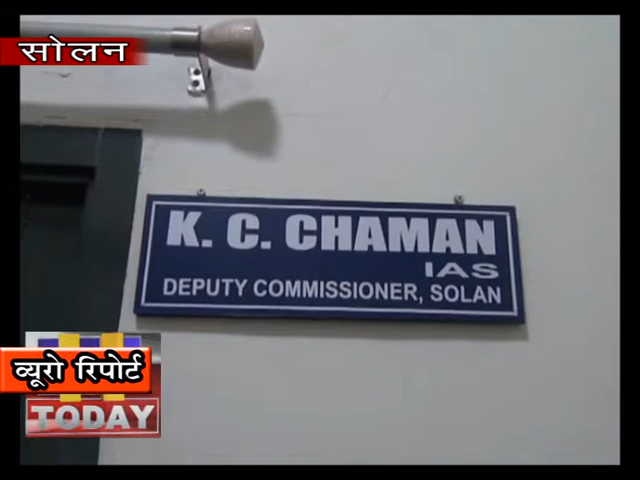 सोलन
K. C. CHAMAN
IAS
DEPUTY COMMISSIONER, SOLAN
ब्यूरो रिपोर्ट
TODAY